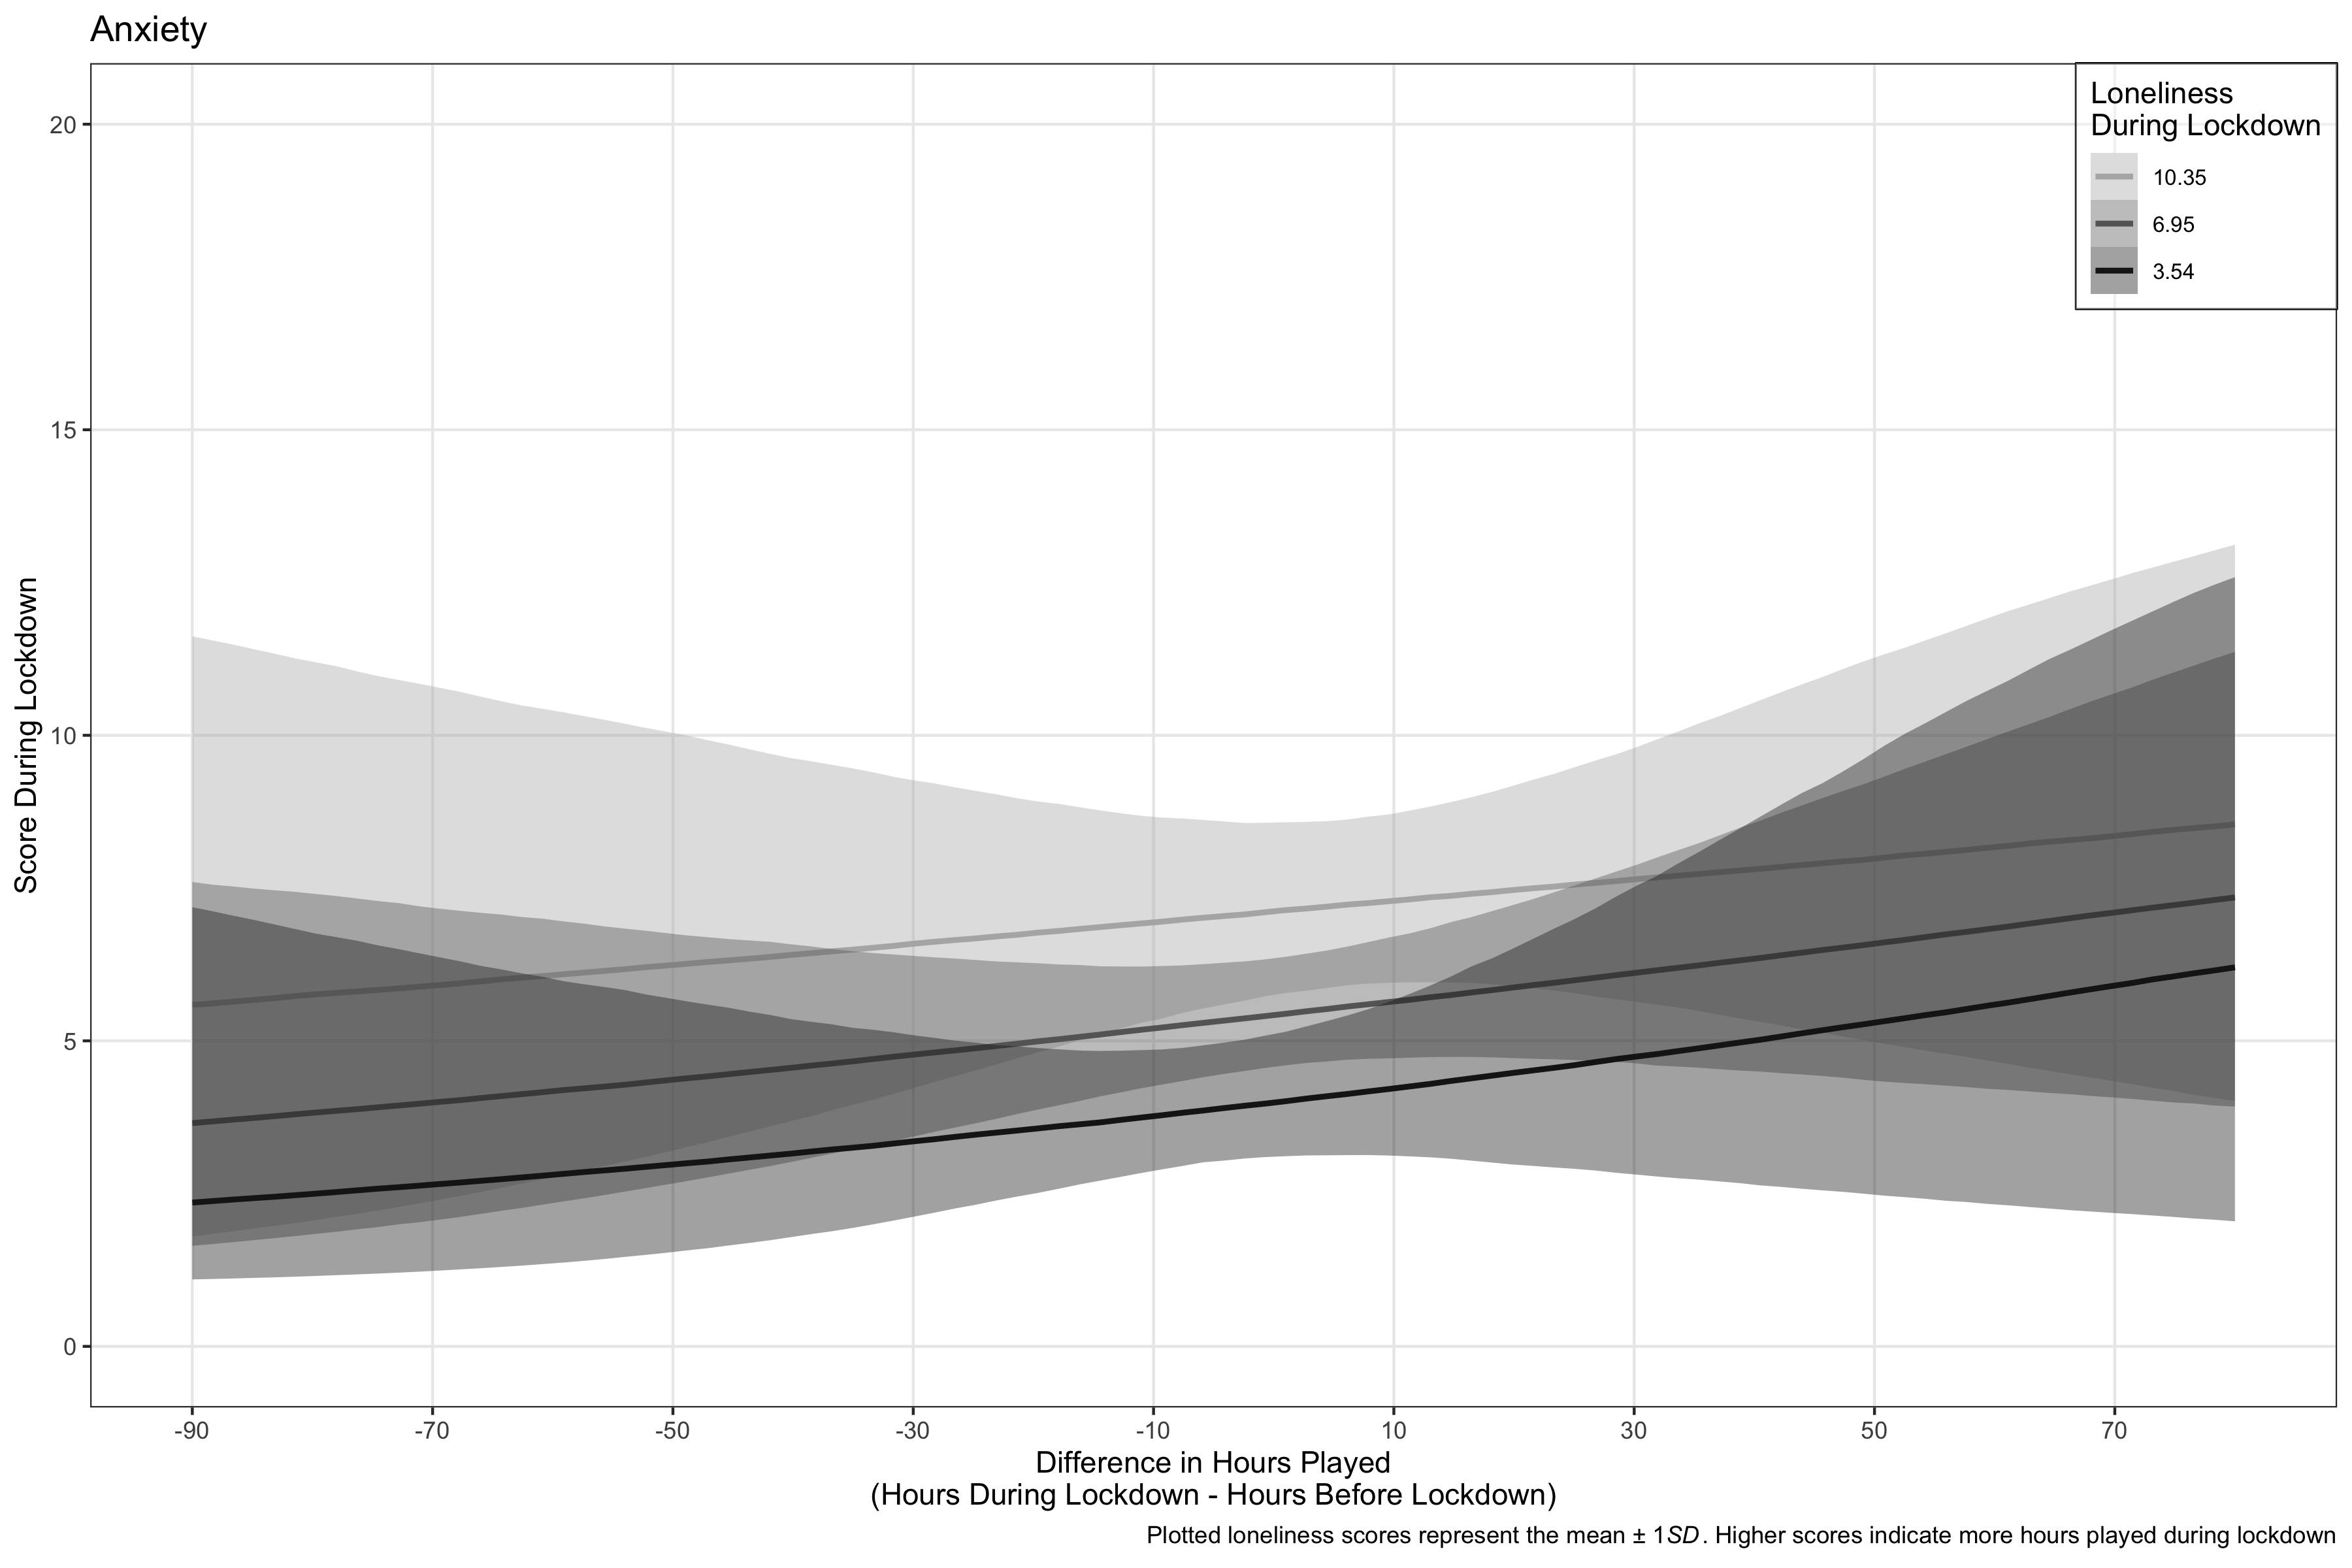 Anxiety
Loneliness
During Lockdown
10.35
6.95
3.54
Score During Lockdown
20
15
10
5
0
-90 -70 -50 -30 -10 10 30 50 70
Difference in Hours Played
(Hours During Lockdown - Hours Before Lockdown)
Plotted loneliness scores represent the mean ± 1SD. Higher scores indicate more hours played during lockdown